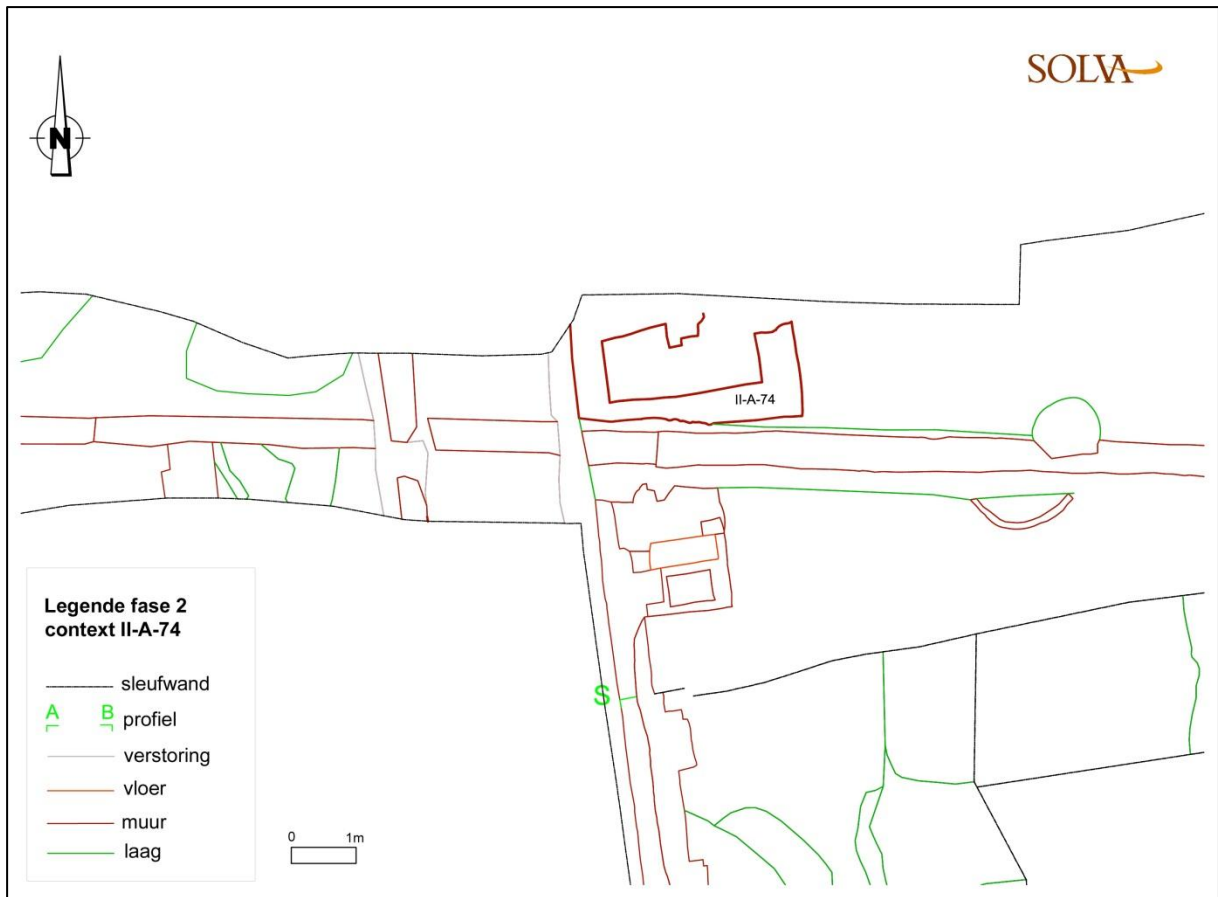 N
SOLVA
II-A-74
S
Legende fase 2
context II-A-74
sleufwand
A B profiel
verstoring
vloer
muur
laag
0 1m